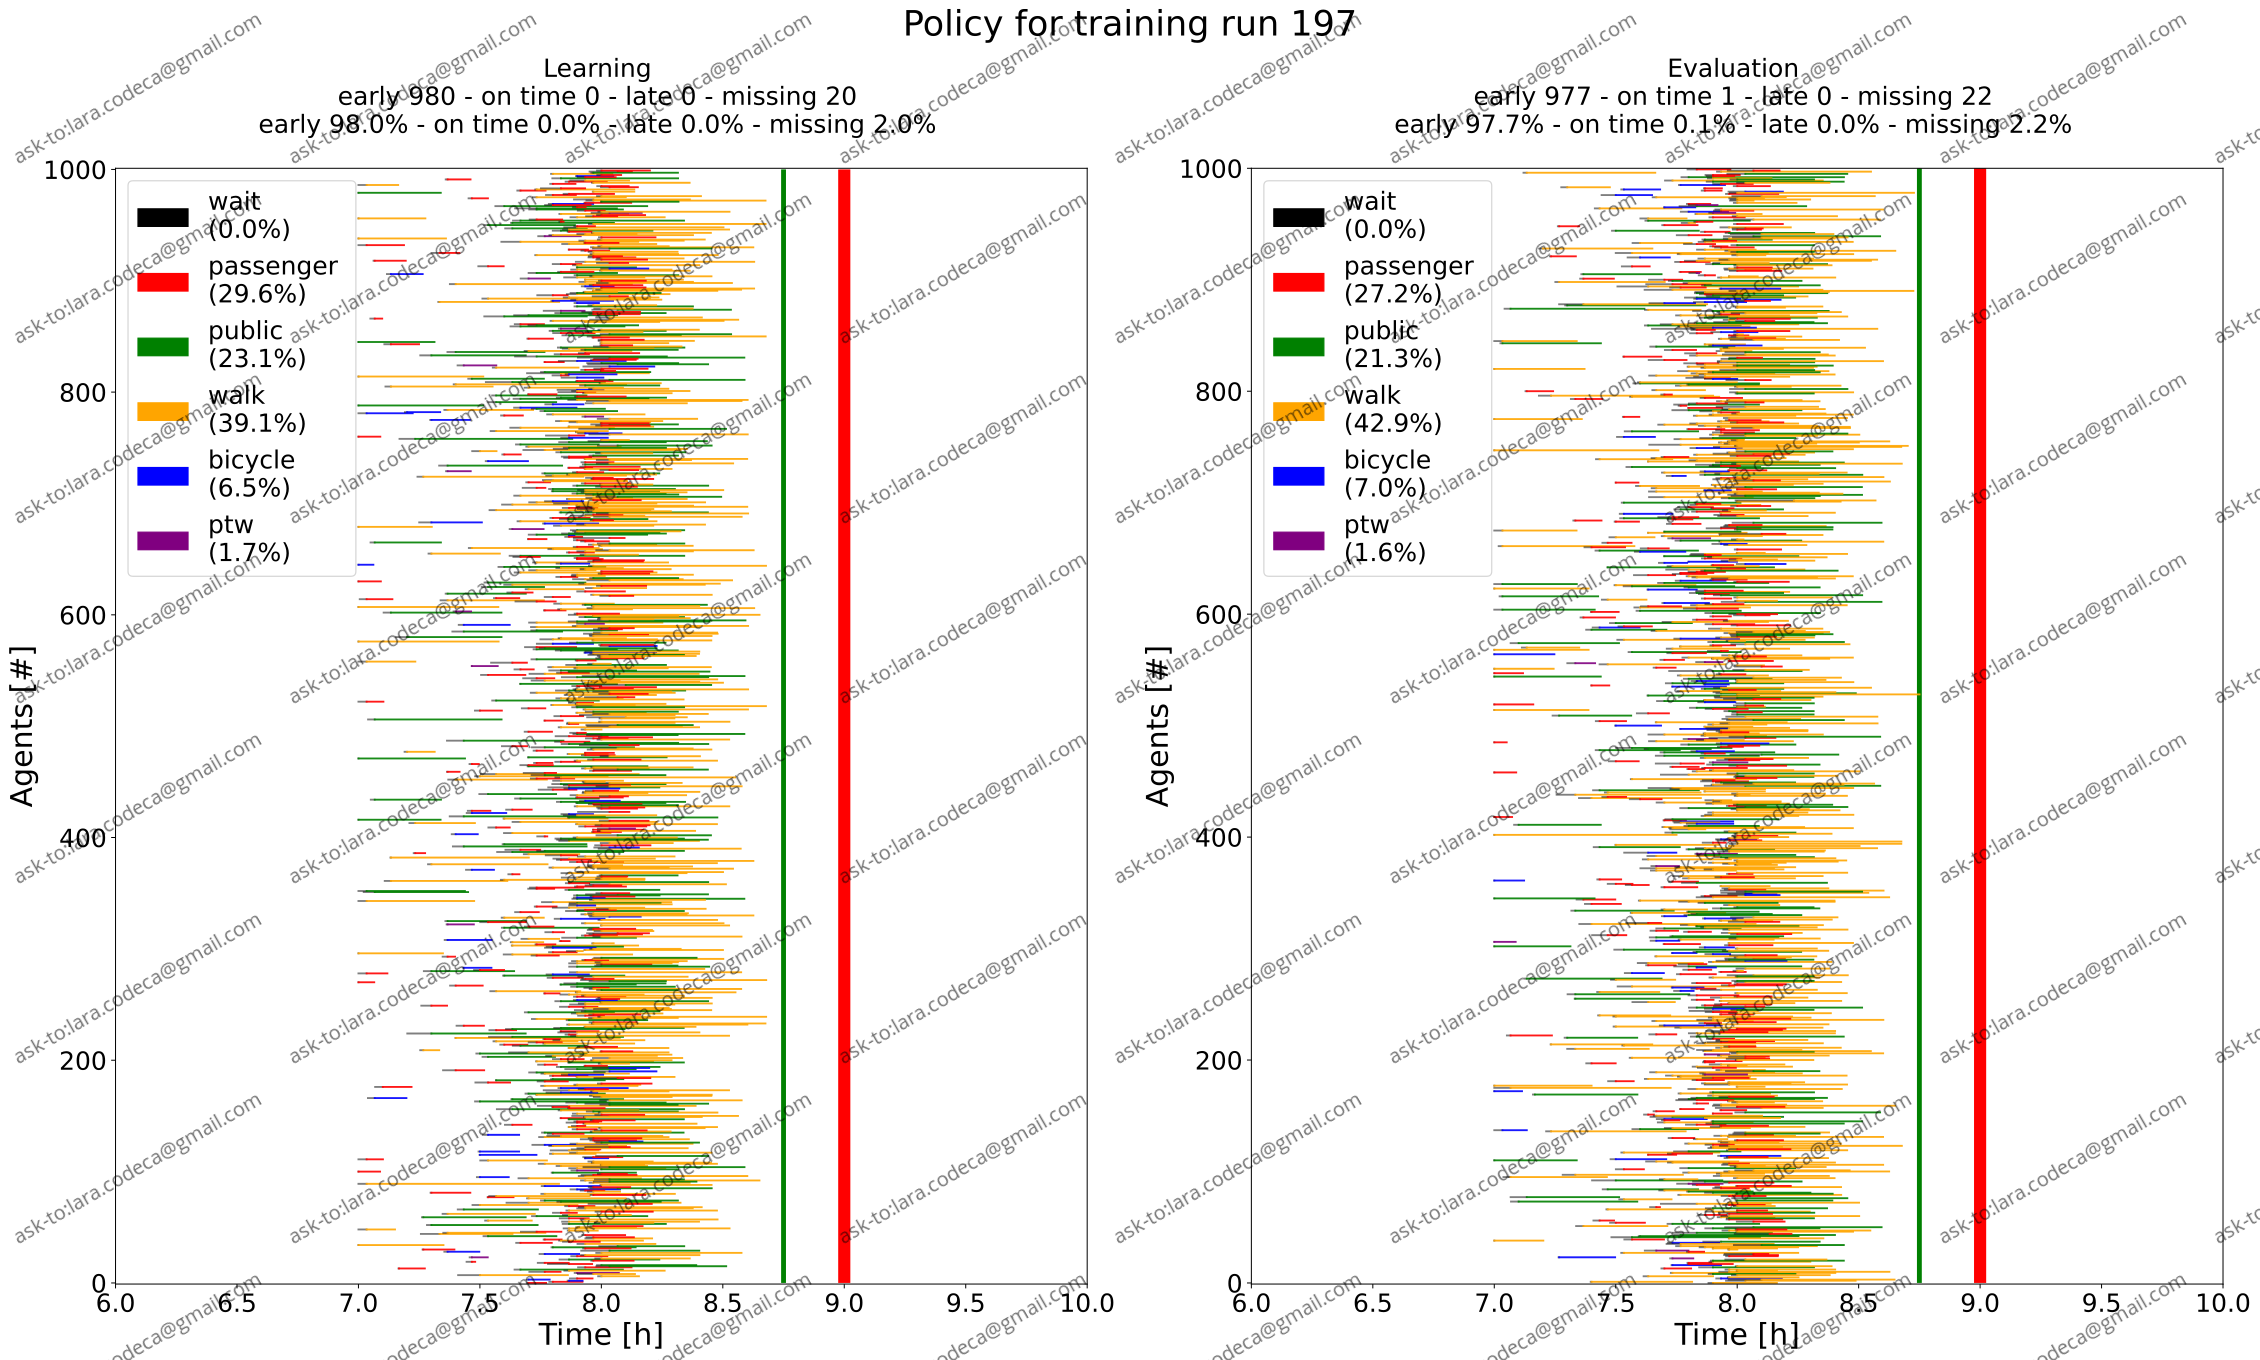 Policy for training run 197
Learning
early 980 - on time 0 - late 0 - missing 20
early 98.0% - on time 0.0% - late 0.0% - missing 2.0%
1000
800
600
400
200
0
Agents [#]
wait
(0.0%)
passenger
(29.6%)
public
(23.1%)
walk
(39.1%)
bicycle
(6.5%)
ptw
(1.7%)
6.0 6.5 7.0 7.5 8.0 8.5 9.0 9.5 10.0
Time [h]
Evaluation
early 977 - on time 1 - late 0 - missing 22
early 97.7% - on time 0.1% - late 0.0% - missing 2.2%
1000
800
600
400
200
0
Agents [#]
wait
(0.0%)
passenger
(27.2%)
public
(21.3%)
walk
(42.9%)
bicycle
(7.0%)
ptw
(1.6%)
6.0 6.5 7.0 7.5 8.0 8.5 9.0 9.5 10.0
Time [h]
ask-to:lara.codeca@gmail.com